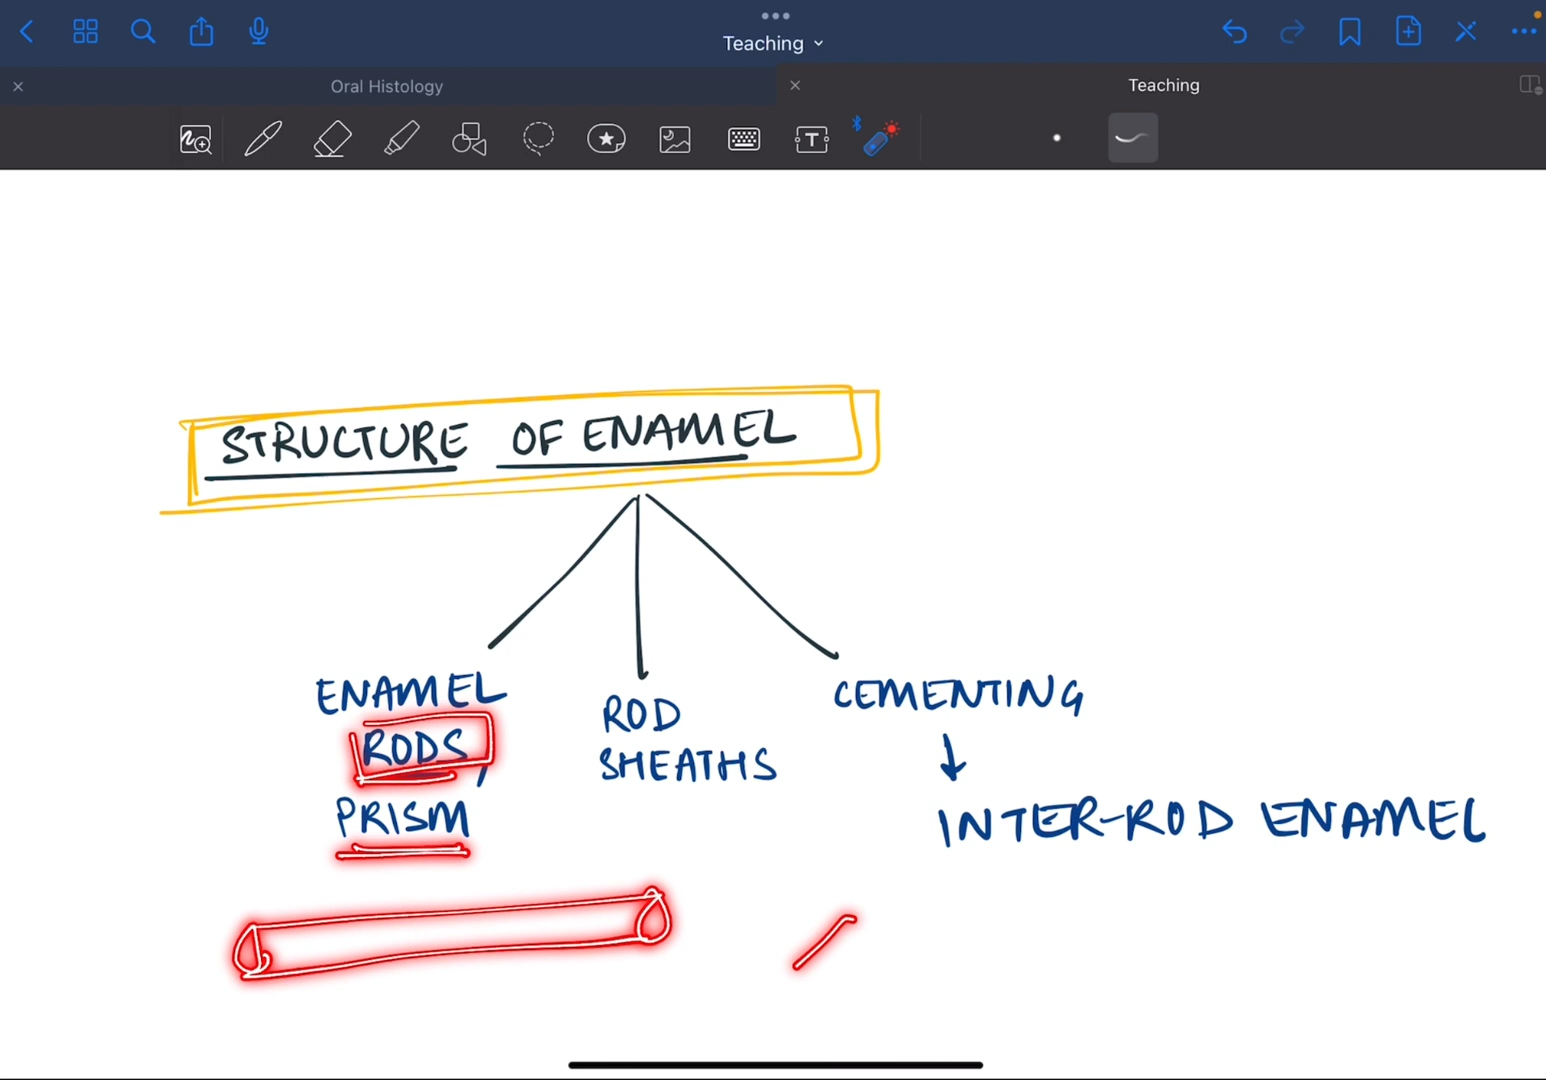 Teaching
Oral Histology
Teaching
STRUCTURE OF ENAMEL
ENAMEL
RODS,
PRISM
ROD
SHEATHS
CEMENTING
INTER-ROD ENAMEL